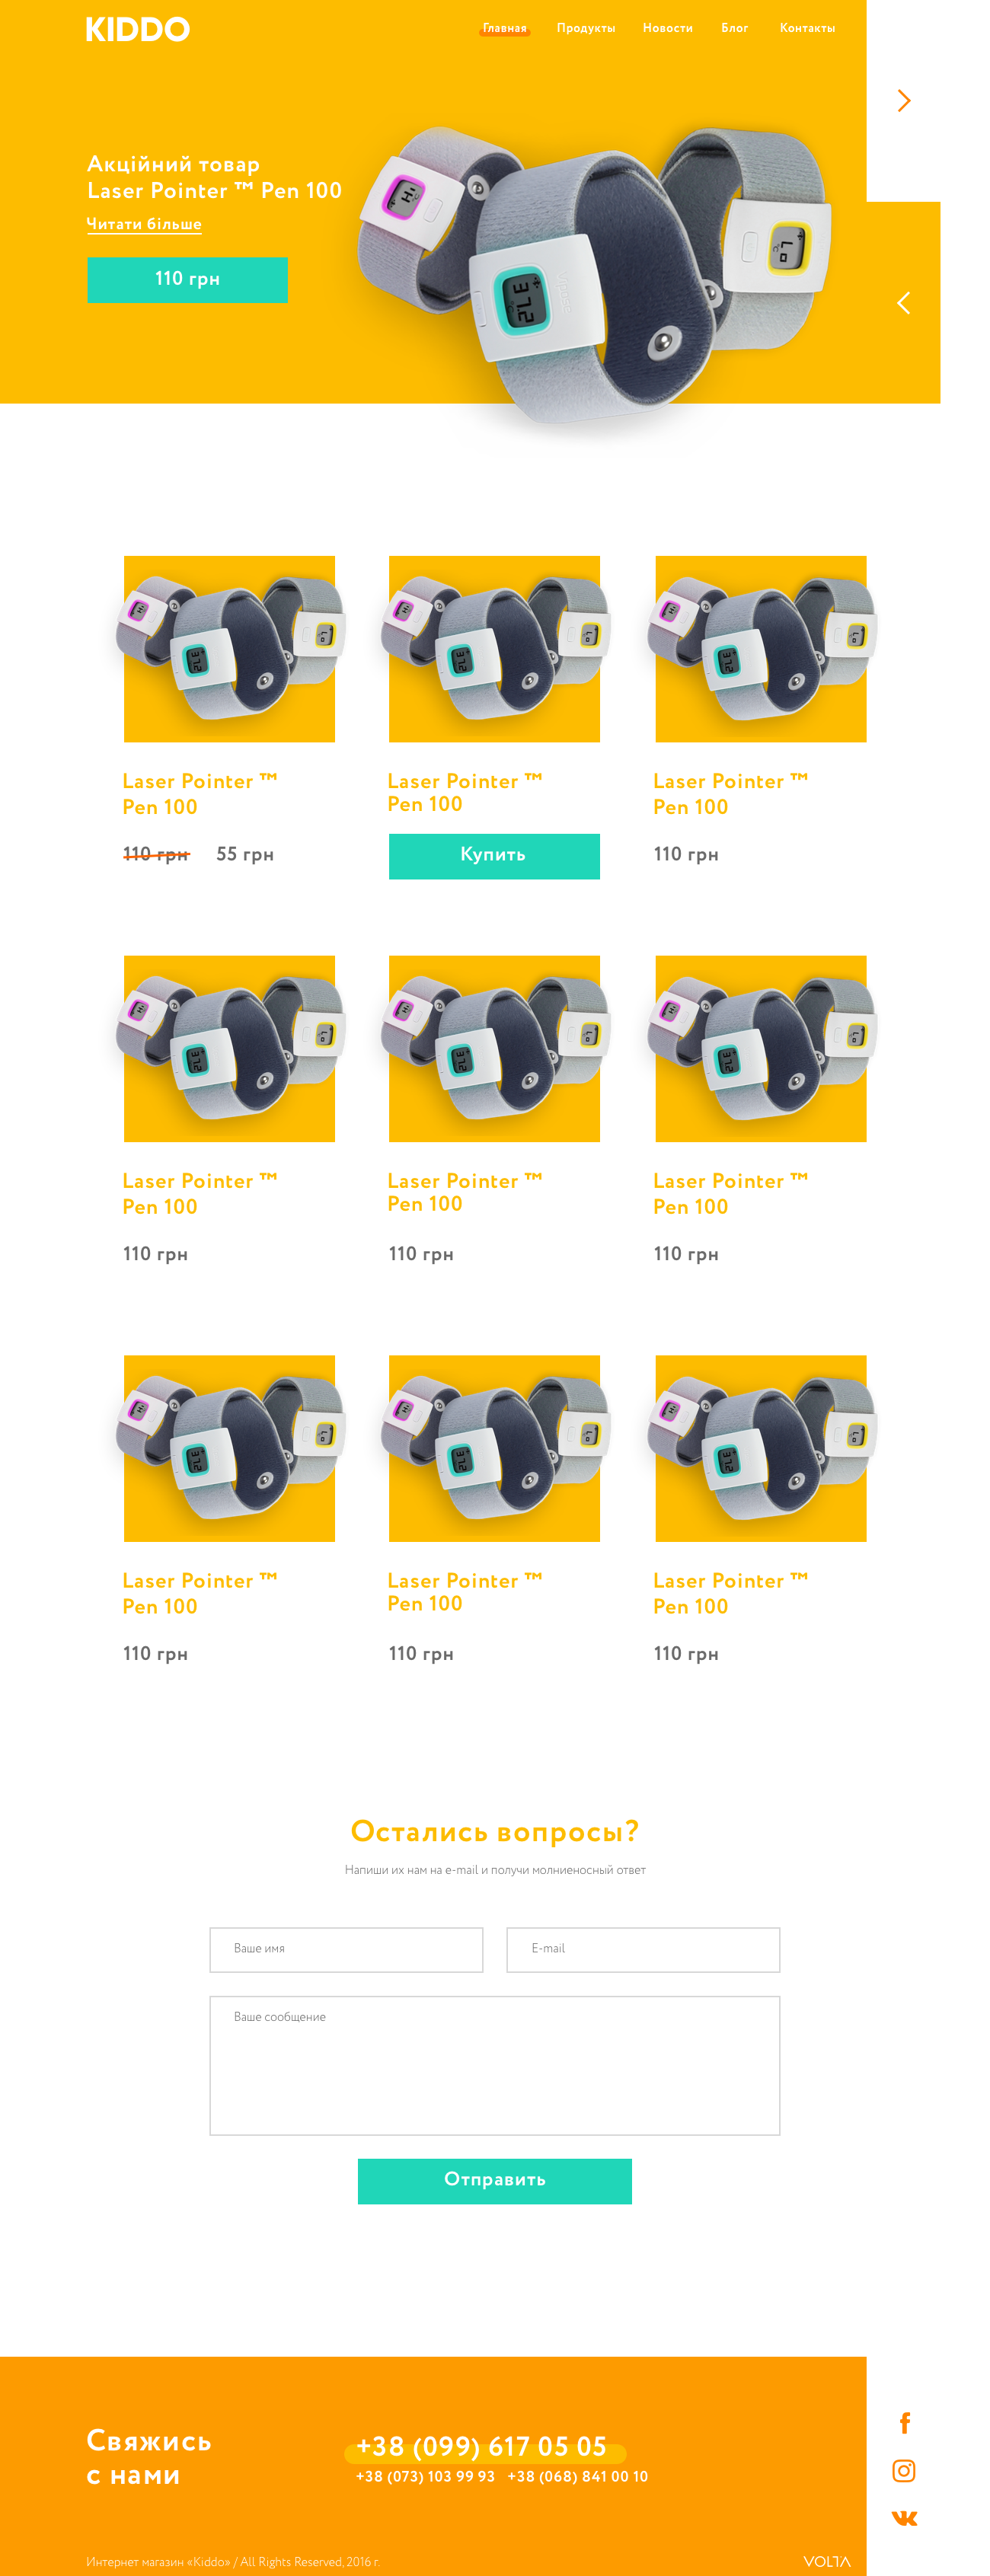 KIDDO
Главная Продукты Новости Блог Контакты
Акційний товар
Laser Pointer ™ Pen 100
Читати більше
110 грн
Laser Pointer ™
Pen 100
110 грн 55 грн
Laser Pointer ™
Pen 100
Купить
Laser Pointer ™
Pen 100
110 грн
Laser Pointer ™
Pen 100
110 грн
Laser Pointer ™
Pen 100
110 грн
Laser Pointer ™
Pen 100
110 грн
Laser Pointer ™
Pen 100
110 грн
Laser Pointer ™
Pen 100
110 грн
Laser Pointer ™
Pen 100
110 грн
Остались вопросы?
Напиши их нам на e-mail и получи молниеносный ответ
Ваше имя
E-mail
Ваше сообщение
Отправить
Свяжись
с нами
+38 (099) 617 05 05
+38 (073) 103 99 93 +38 (068) 841 00 10
Интернет магазин «Kiddo» / All Rights Reserved, 2016 г.
VOLTA